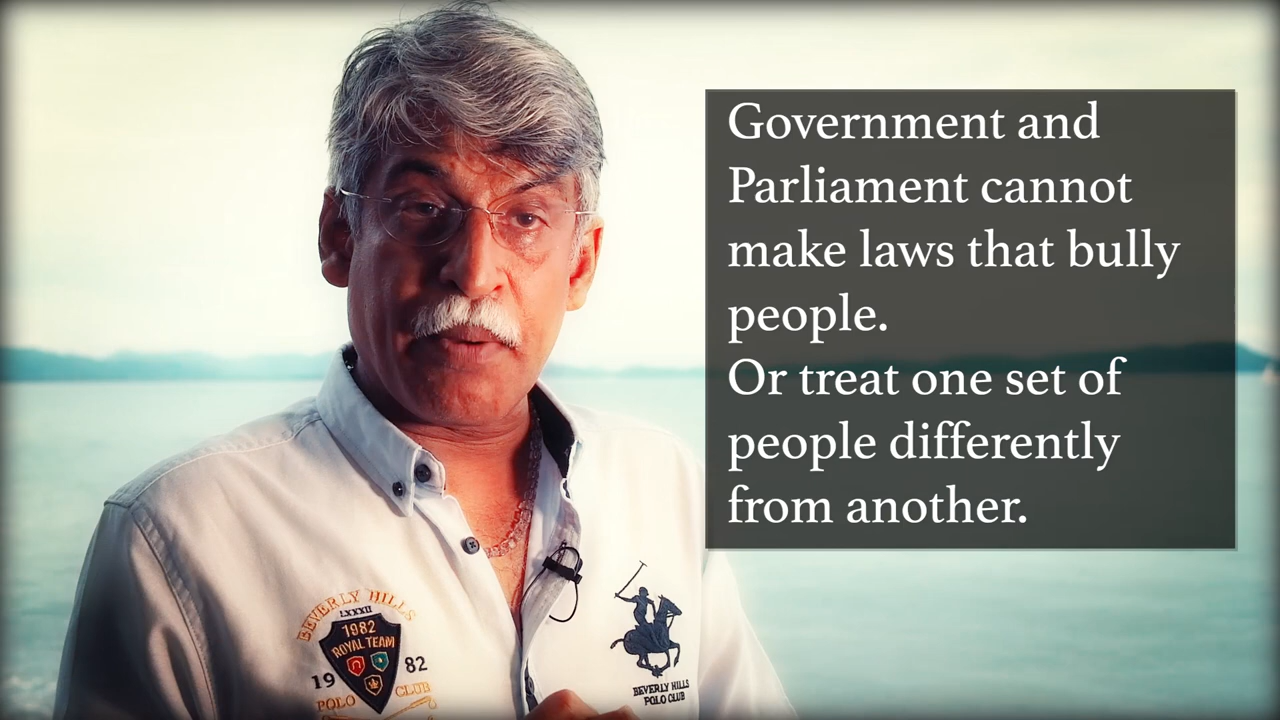 Government and
Parliament cannot
make laws that bully
people.
Or treat one set of
people differently
from another.
BEVERLY HILLS
LXXXII
1982
ROYAL TEAM
19 82
POLO CLUB
BEVERLY HILLS
POLO CLUB